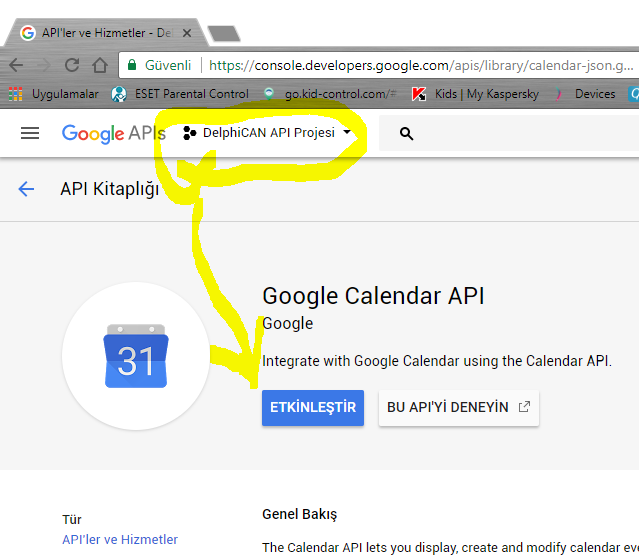 API'ler ve Hizmetler - De
Güvenli https://console.developers.google.com/apis/library/calendar-json.g...
Uygulamalar ESET Parental Control go.kid-control.com/# Kids | My Kaspersky Devices
Google APIs DelphiCAN API Projesi
API Kitaplığı
31
Google Calendar API
Google
Integrate with Google Calendar using the Calendar API.
ETKİNLEŞTİR BU API'Yİ DENEYİN
Tür
API'ler ve Hizmetler
Genel Bakış
The Calendar API lets you display, create and modify calendar eve